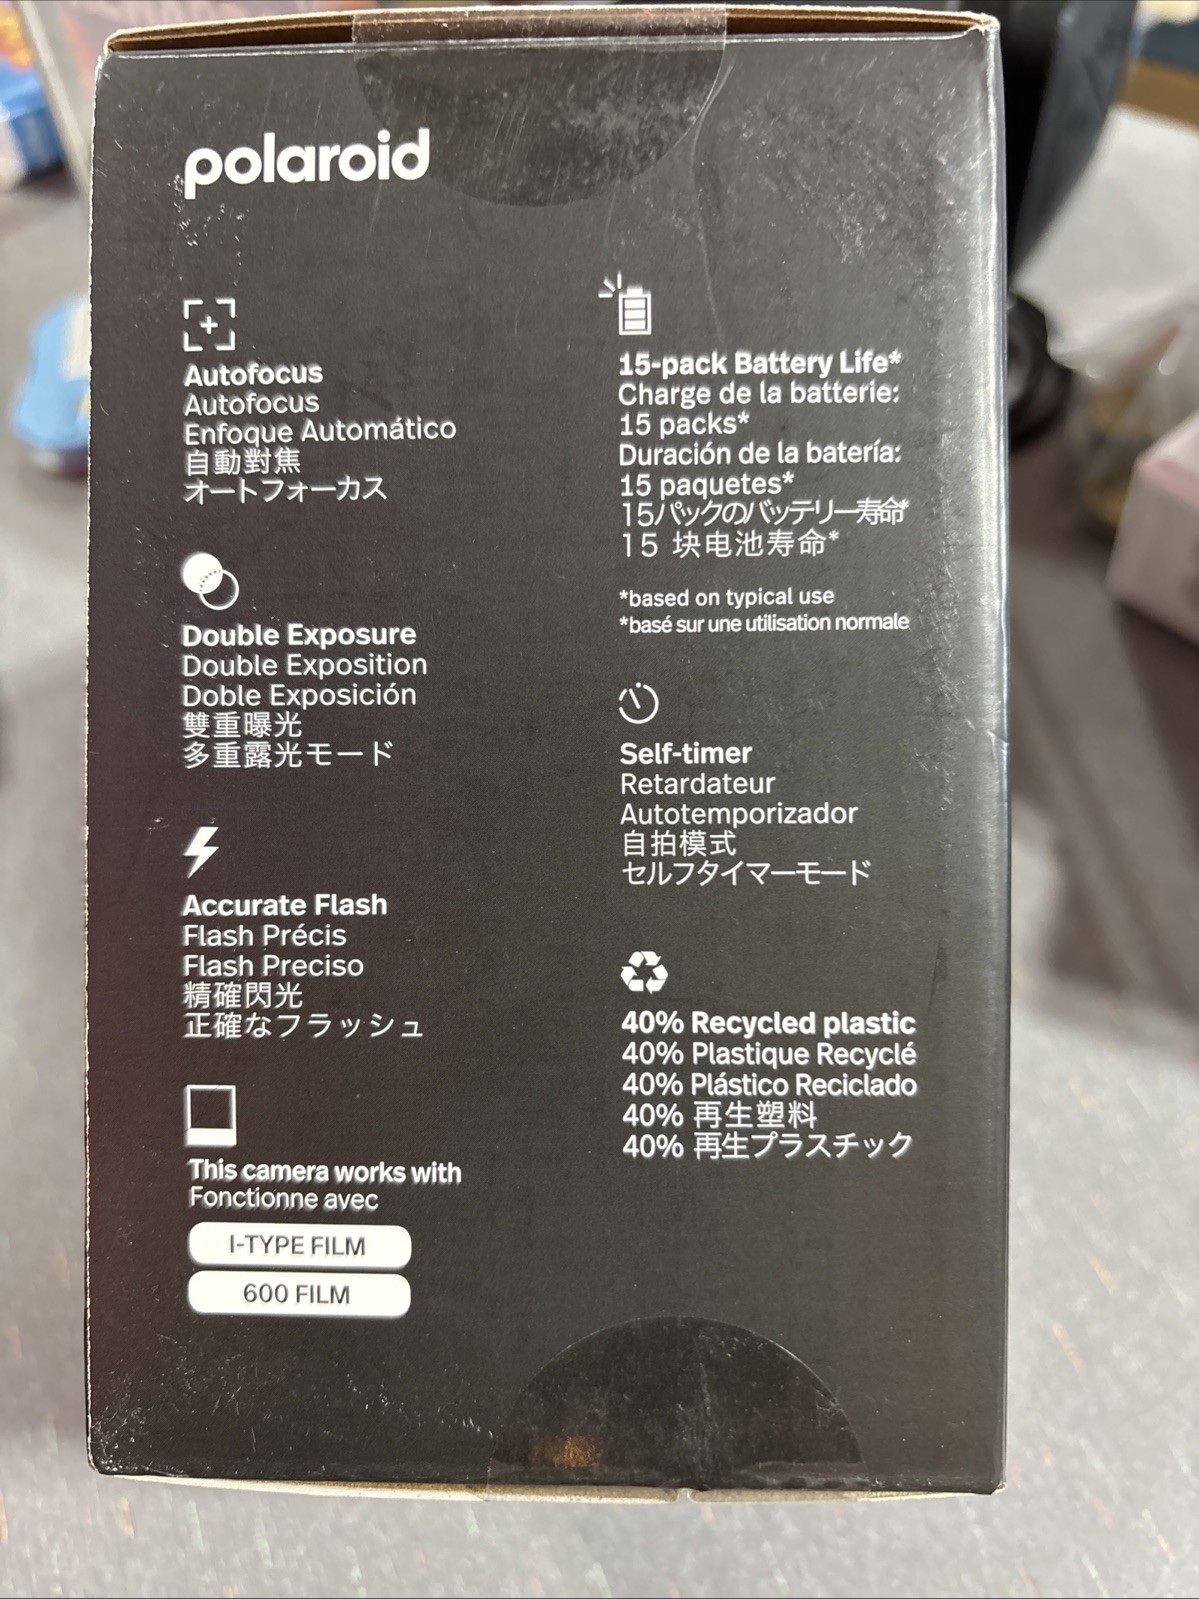 polaroid
Autofocus
Autofocus
Enfoque Automático
自動對焦
オートフォーカス
Double Exposure
Double Exposition
Doble Exposición
雙重曝光
多重露光モード
Accurate Flash
Flash Précis
Flash Preciso
精確閃光
正確なフラッシュ
This camera works with
Fonctionne avec
I-TYPE FILM
600 FILM
15-pack Battery Life*
Charge de la batterie:
15 packs*
Duración de la batería:
15 paquetes*
15パックのバッテリー寿命*
15 块电池寿命*
*based on typical use
*basé sur une utilisation normale
Self-timer
Retardateur
Autotemporizador
自拍模式
セルフタイマーモード
40% Recycled plastic
40% Plastique Recyclé
40% Plástico Reciclado
40% 再生塑料
40% 再生プラスチック